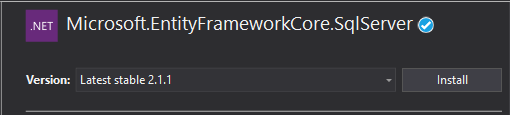 .NET Microsoft.EntityFrameworkCore.SqlServer
Version: Latest stable 2.1.1 Install